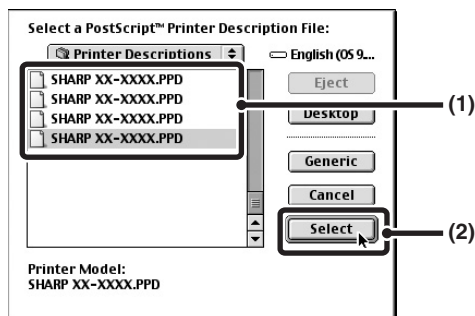 Select a PostScript™ Printer Description File:
Printer Descriptions
English (OS 9....
SHARP XX-XXXX.PPD
SHARP XX-XXXX.PPD
SHARP XX-XXXX.PPD
SHARP XX-XXXX.PPD
Eject
Desktop
Generic
Cancel
Select
(1)
(2)
Printer Model:
SHARP XX-XXXX.PPD